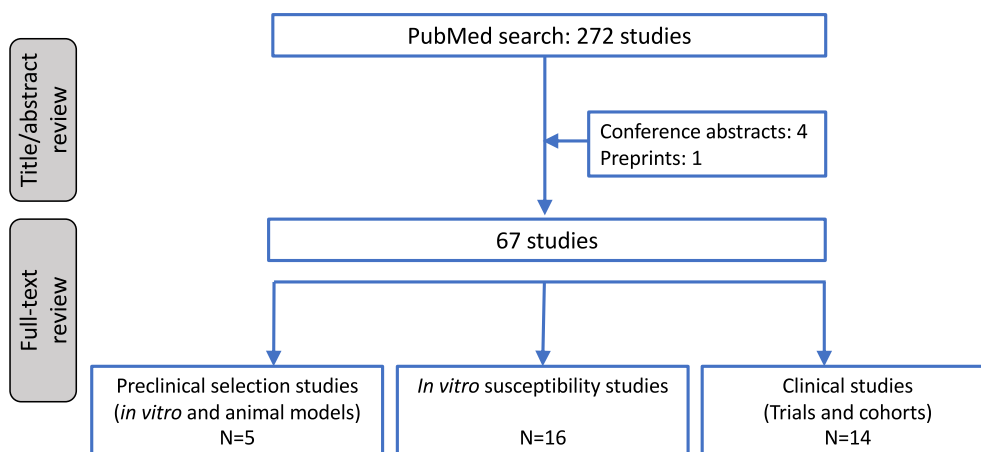 PubMed search: 272 studies
Title/abstract
review
Conference abstracts: 4
Preprints: 1
67 studies
Full-text
review
Preclinical selection studies
(in vitro and animal models)
N=5
In vitro susceptibility studies
N=16
Clinical studies
(Trials and cohorts)
N=14